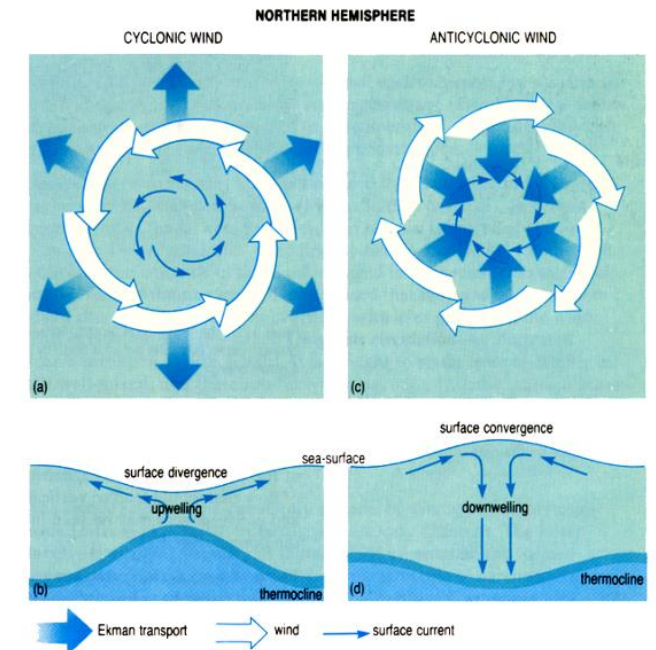 NORTHERN HEMISPHERE
CYCLONIC WIND
ANTICYCLONIC WIND
(a)
(c)
surface divergence
sea-surface
surface convergence
upwelling
downwelling
(b)
thermocline
(d)
thermocline
Ekman transport
wind
surface current